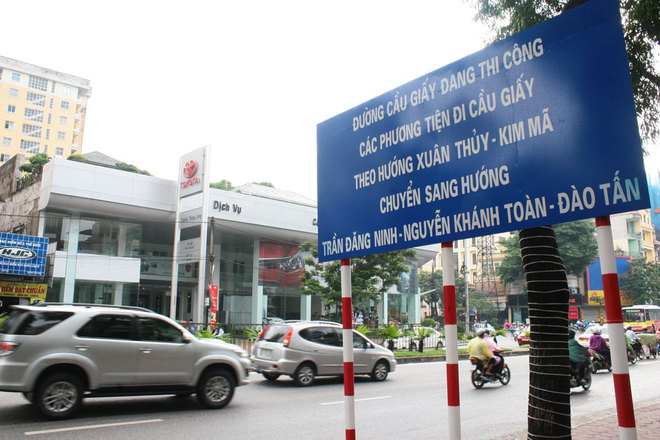 ĐƯỜNG CẦU GIẤY ĐANG THI CÔNG
CÁC PHƯƠNG TIỆN ĐI CẦU GIẤY
THEO HƯỚNG XUÂN THỦY - KIM MÃ
CHUYỂN SANG HƯỚNG
TRẦN ĐĂNG NINH-NGUYỄN KHÁNH TOÀN-ĐÀO TẤN
TOYOTA
Dịch Vụ